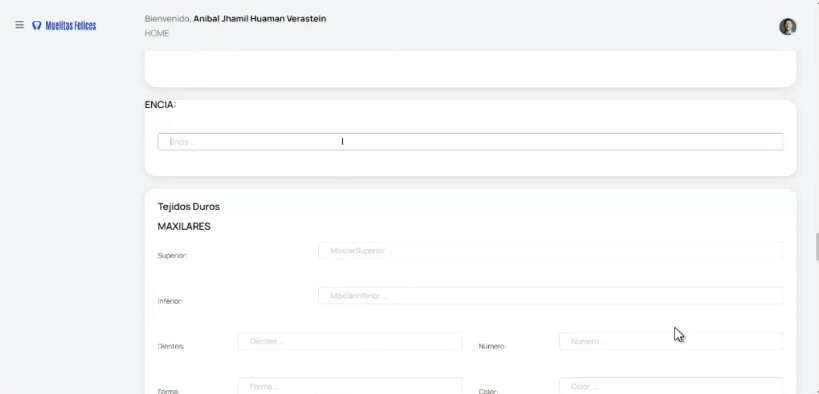 Muelitas Felices
Bienvenido, Anibal Jhamil Huaman Verastein
HOME
ENCIA:
Encia ...
Tejidos Duros
MAXILARES
Superior:
MaxilarSuperior ...
Inferior:
MaxilarInferior ...
Dientes:
Dientes ...
Número:
Numero ...
Forma:
Forma ...
Color:
Color ...